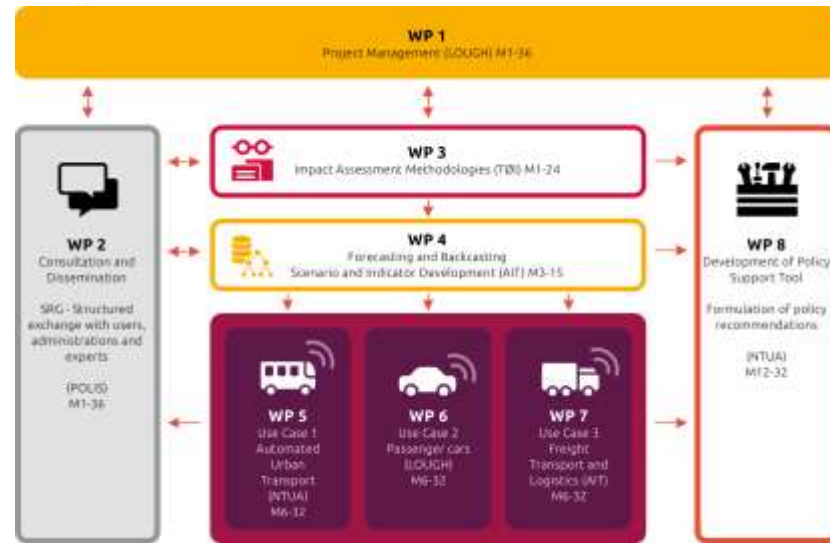 WP 1
Project Management (LOUGH) M1-36
WP 2
Consultation and
Dissemination
SRG - Structured
exchange with users,
administrations and
experts
(POLIS)
M1-36
WP 3
Impact Assessment Methodologies (TØI) M1-24
WP 4
Forecasting and Backcasting
Scenario and Indicator Development (AIT) M3-15
WP 5
Use Case 1
Automated
Urban
Transport
(NTUA)
M6-32
WP 6
Use Case 2
Passenger cars
(LOUGH)
M6-32
WP 7
Use Case 3
Freight
Transport and
Logistics (AIT)
M6-32
WP 8
Development of Policy
Support Tool
Formulation of policy
recommendations
(NTUA)
M12-32